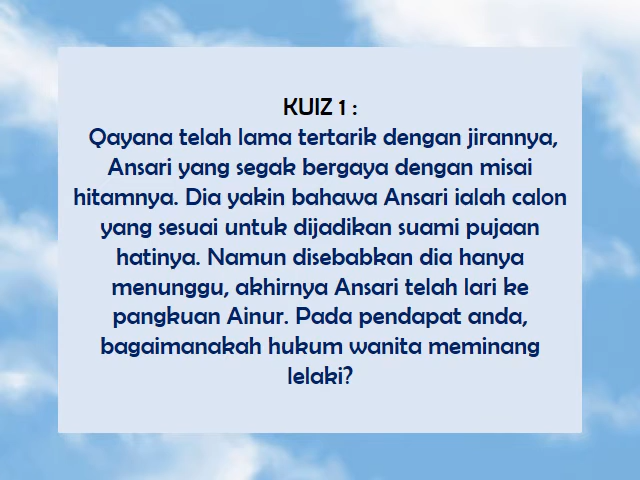 KUIZ 1 :
Qayana telah lama tertarik dengan jirannya,
Ansari yang segak bergaya dengan misai
hitamnya. Dia yakin bahawa Ansari ialah calon
yang sesuai untuk dijadikan suami pujaan
hatinya. Namun disebabkan dia hanya
menunggu, akhirnya Ansari telah lari ke
pangkuan Ainur. Pada pendapat anda,
bagaimanakah hukum wanita meminang
lelaki?